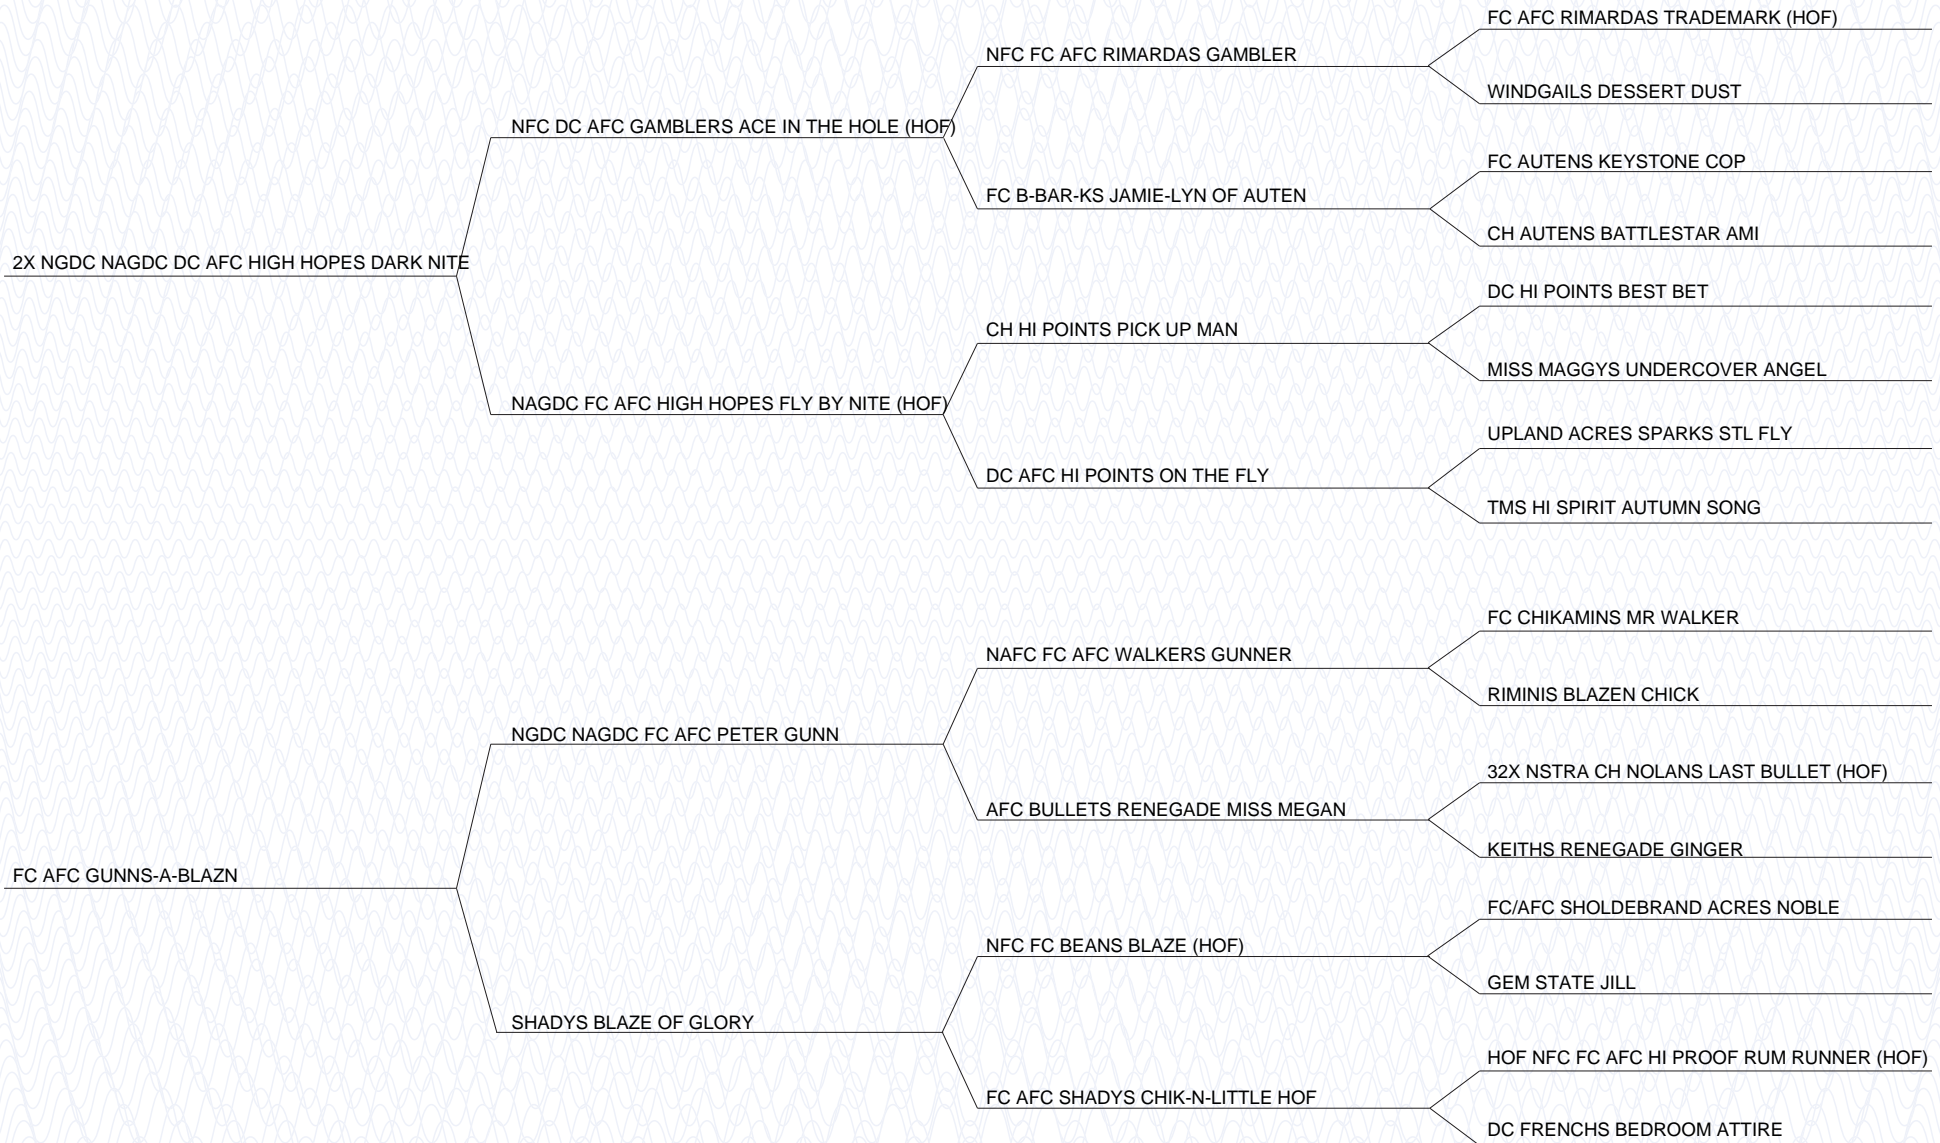 FC AFC RIMARDAS TRADEMARK (HOF)
NFC FC AFC RIMARDAS GAMBLER
WINDGAILS DESSERT DUST
NFC DC AFC GAMBLERS ACE IN THE HOLE (HOF)
FC AUTENS KEYSTONE COP
FC B-BAR-KS JAMIE-LYN OF AUTEN
CH AUTENS BATTLESTAR AMI
2X NGDC NAGDC DC AFC HIGH HOPES DARK NITE
DC HI POINTS BEST BET
CH HI POINTS PICK UP MAN
MISS MAGGYS UNDERCOVER ANGEL
NAGDC FC AFC HIGH HOPES FLY BY NITE (HOF)
UPLAND ACRES SPARKS STL FLY
DC AFC HI POINTS ON THE FLY
TMS HI SPIRIT AUTUMN SONG
FC CHIKAMINS MR WALKER
NAFC FC AFC WALKERS GUNNER
RIMINIS BLAZEN CHICK
NGDC NAGDC FC AFC PETER GUNN
32X NSTRA CH NOLANS LAST BULLET (HOF)
AFC BULLETS RENEGADE MISS MEGAN
KEITHS RENEGADE GINGER
FC AFC GUNNS-A-BLAZN
FC/AFC SHOLDEBRAND ACRES NOBLE
NFC FC BEANS BLAZE (HOF)
GEM STATE JILL
SHADYS BLAZE OF GLORY
HOF NFC FC AFC HI PROOF RUM RUNNER (HOF)
FC AFC SHADYS CHIK-N-LITTLE HOF
DC FRENCHS BEDROOM ATTIRE